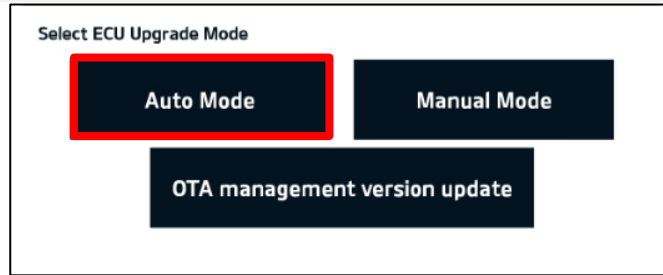 Select ECU Upgrade Mode
Auto Mode
Manual Mode
OTA management version update